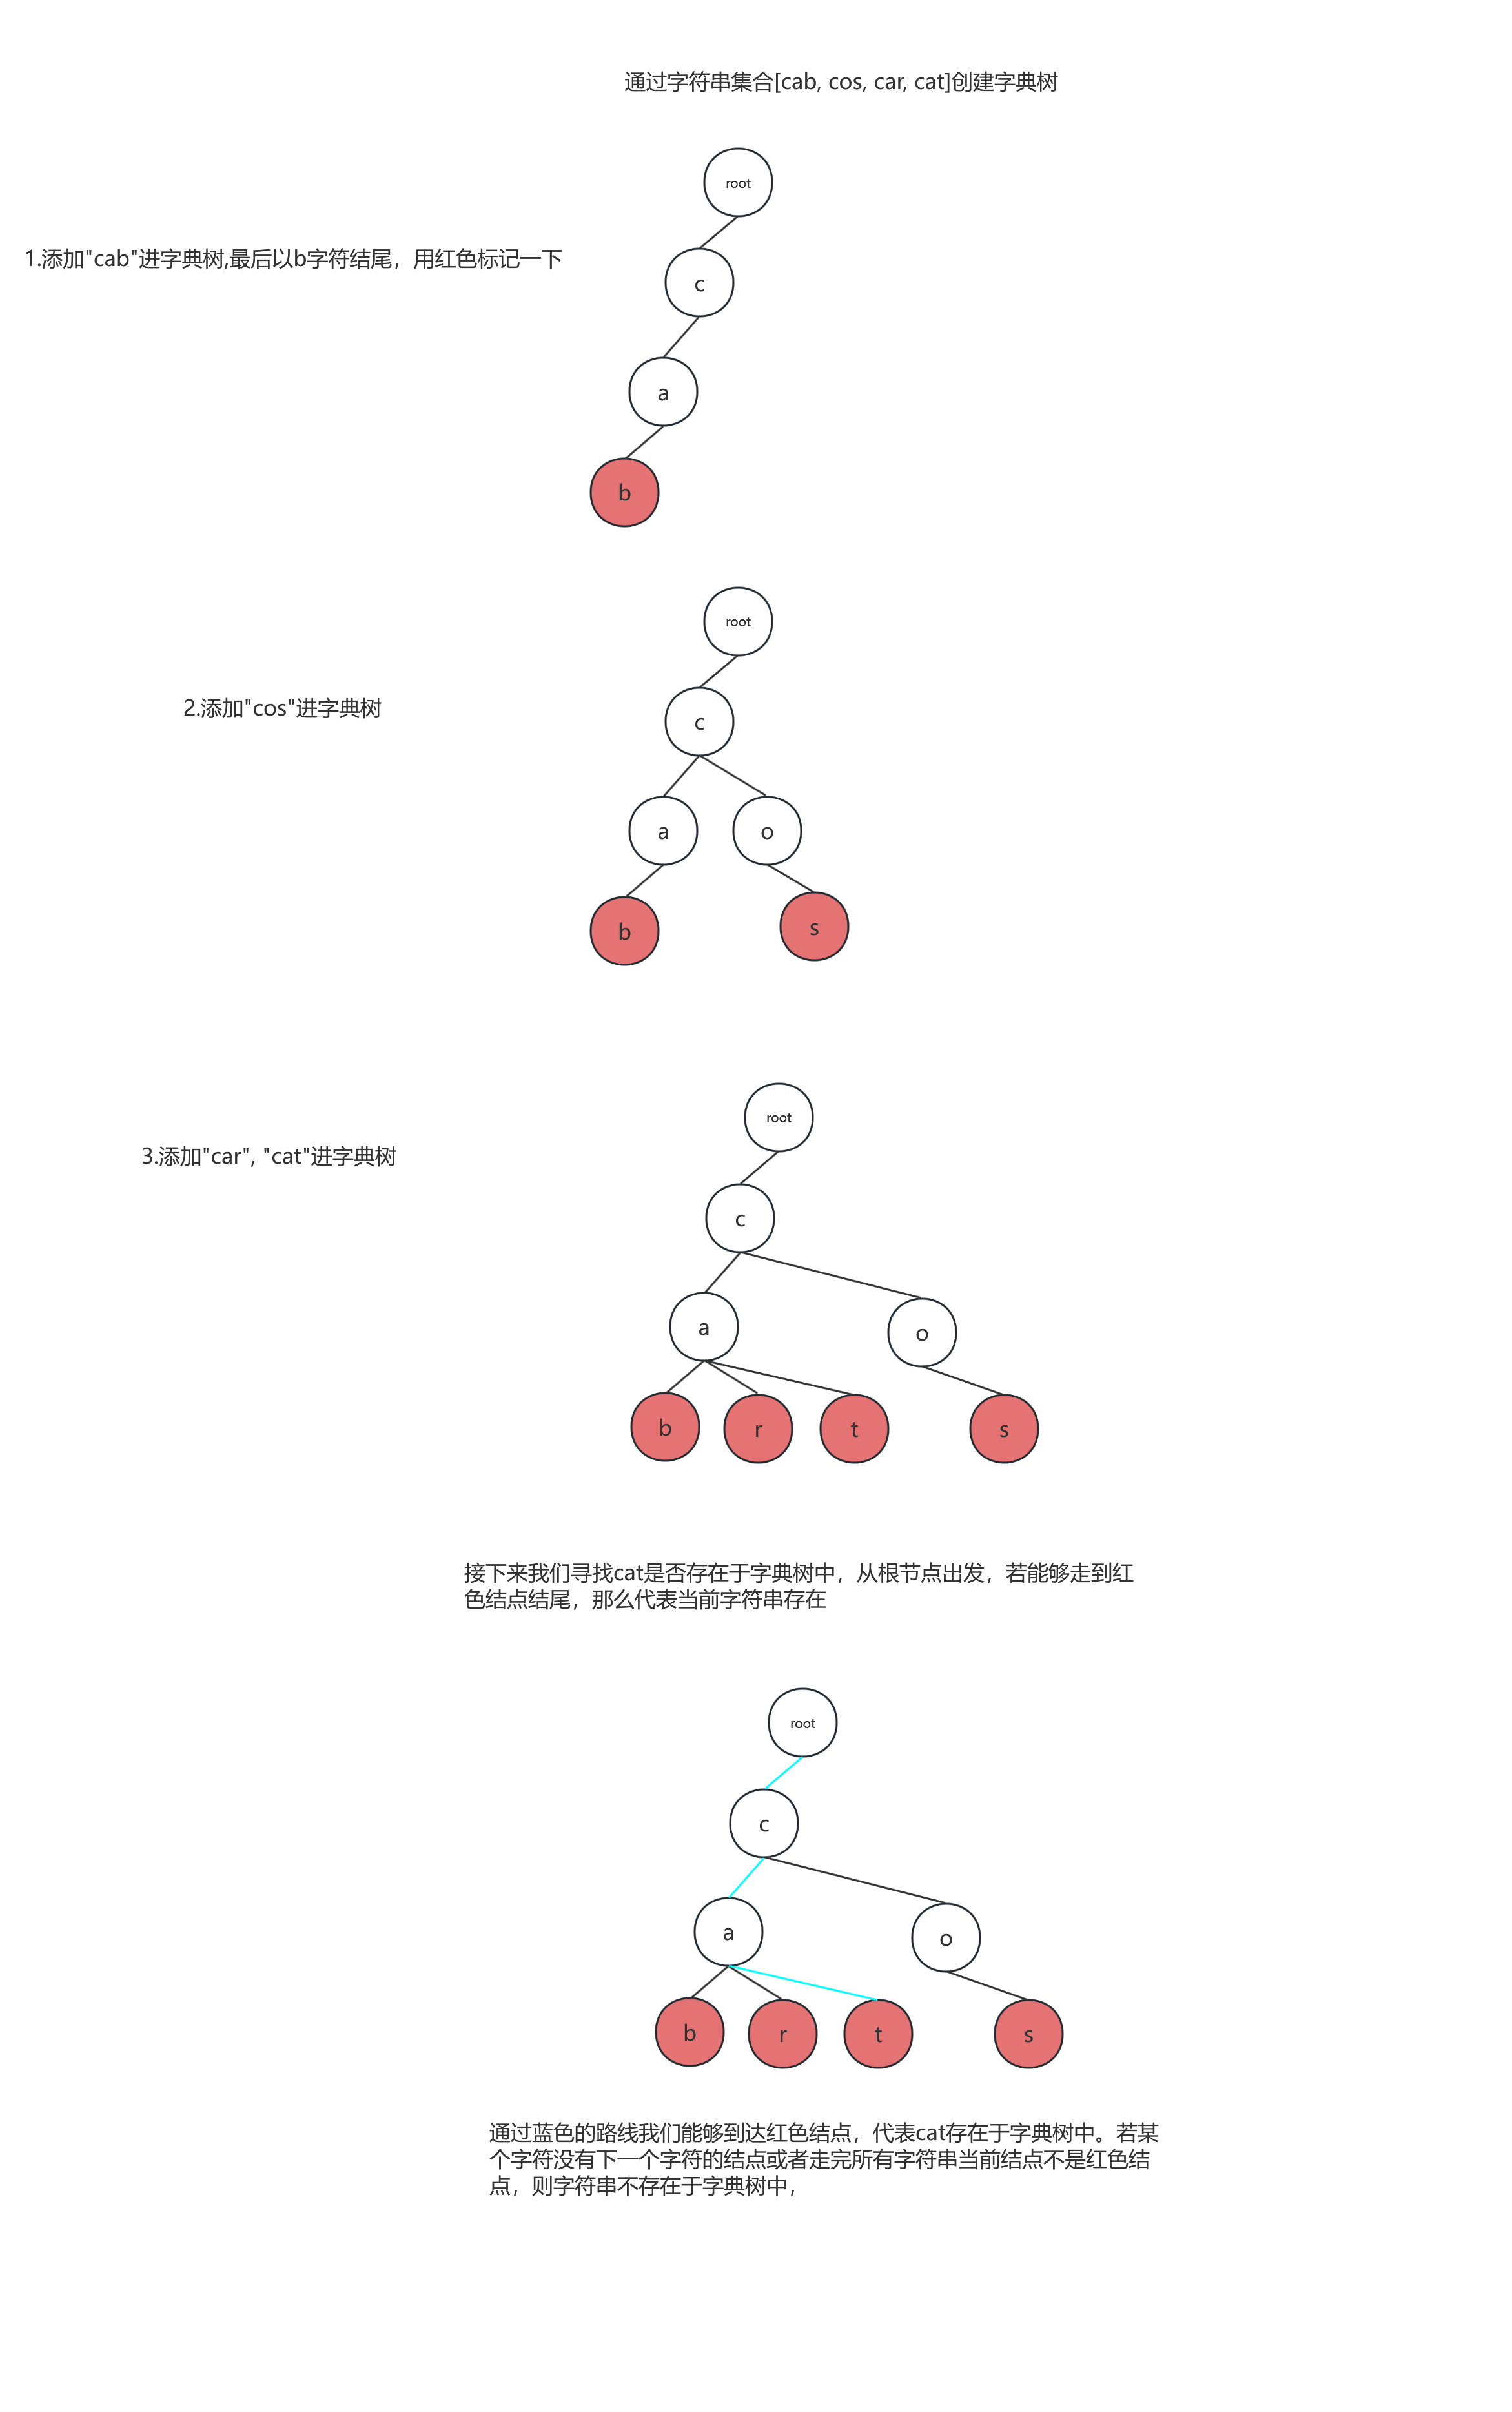 通过字符串集合[cab, cos, car, cat]创建字典树
root
1.添加"cab"进字典树,最后以b字符结尾，用红色标记一下
c
a
b
root
2.添加"cos"进字典树
c
a o
b s
root
3.添加"car", "cat"进字典树
c
a o
b r t s
接下来我们寻找cat是否存在于字典树中，从根节点出发，若能够走到红
色结点结尾，那么代表当前字符串存在
root
c
a o
b r t s
通过蓝色的路线我们能够到达红色结点，代表cat存在于字典树中。若某
个字符没有下一个字符的结点或者走完所有字符串当前结点不是红色结
点，则字符串不存在于字典树中，